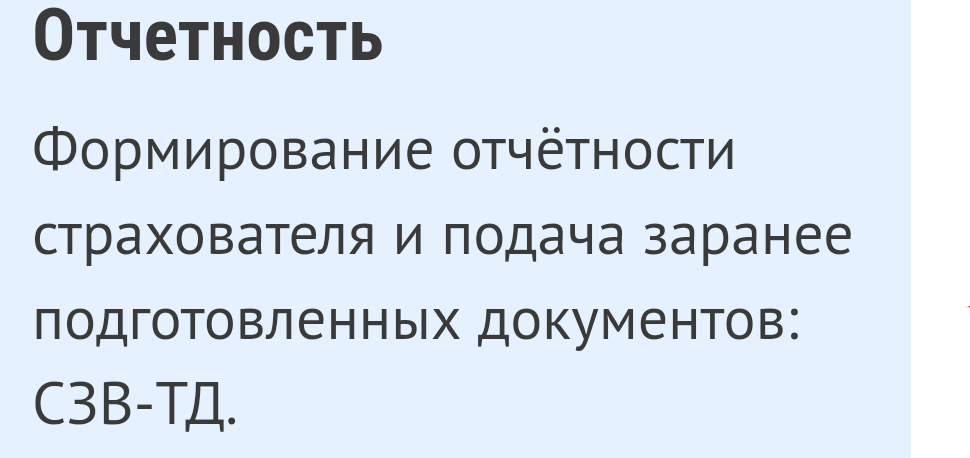 Отчетность
Формирование отчётности
страхователя и подача заранее
подготовленных документов:
СЗВ-ТД.